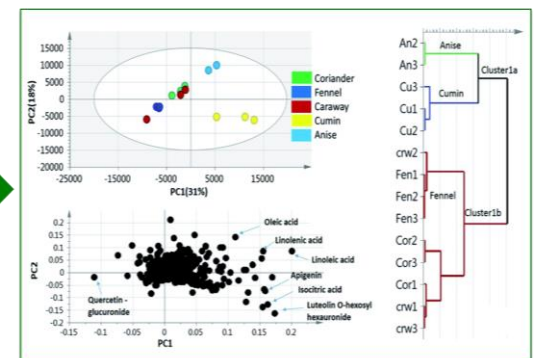 15000
10000
5000
0
-5000
-10000
-15000
-20000
PC2(18%)
-25000 -15000 -5000 5000 15000
PC1(31%)
Coriander
Fennel
Caraway
Cumin
Anise
0.2
0.15
0.1
0.05
0
-0.05
-0.1
-0.15
-0.2
PC2
Oleic acid
Linolenic acid
Linoleic acid
Apigenin
Isocitric acid
Luteolin O-hexosyl
hexauronide
Quercetin -
glucuronide
-0.15 -0.1 -0.05 0 0.05 0.1 0.15 0.2
PC1
An2
An3
Cu3
Cu1
Cu2
crw2
Fen1
Fen2
Fen3
Cor2
Cor3
Cor1
crw1
crw3
Anise
Cluster1a
Cumin
Fennel
Cluster1b